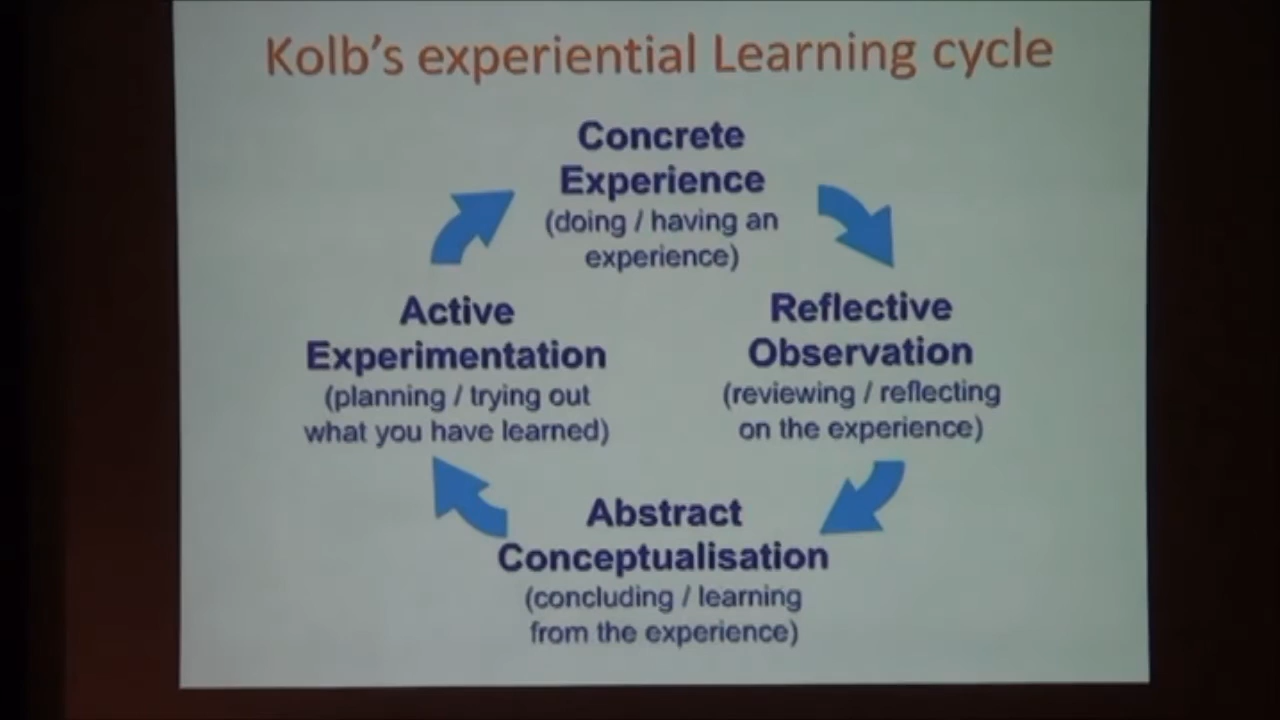 Kolb's experiential Learning cycle
Concrete
Experience
(doing / having an
experience)
Reflective
Observation
(reviewing / reflecting
on the experience)
Abstract
Conceptualisation
(concluding / learning
from the experience)
Active
Experimentation
(planning / trying out
what you have learned)